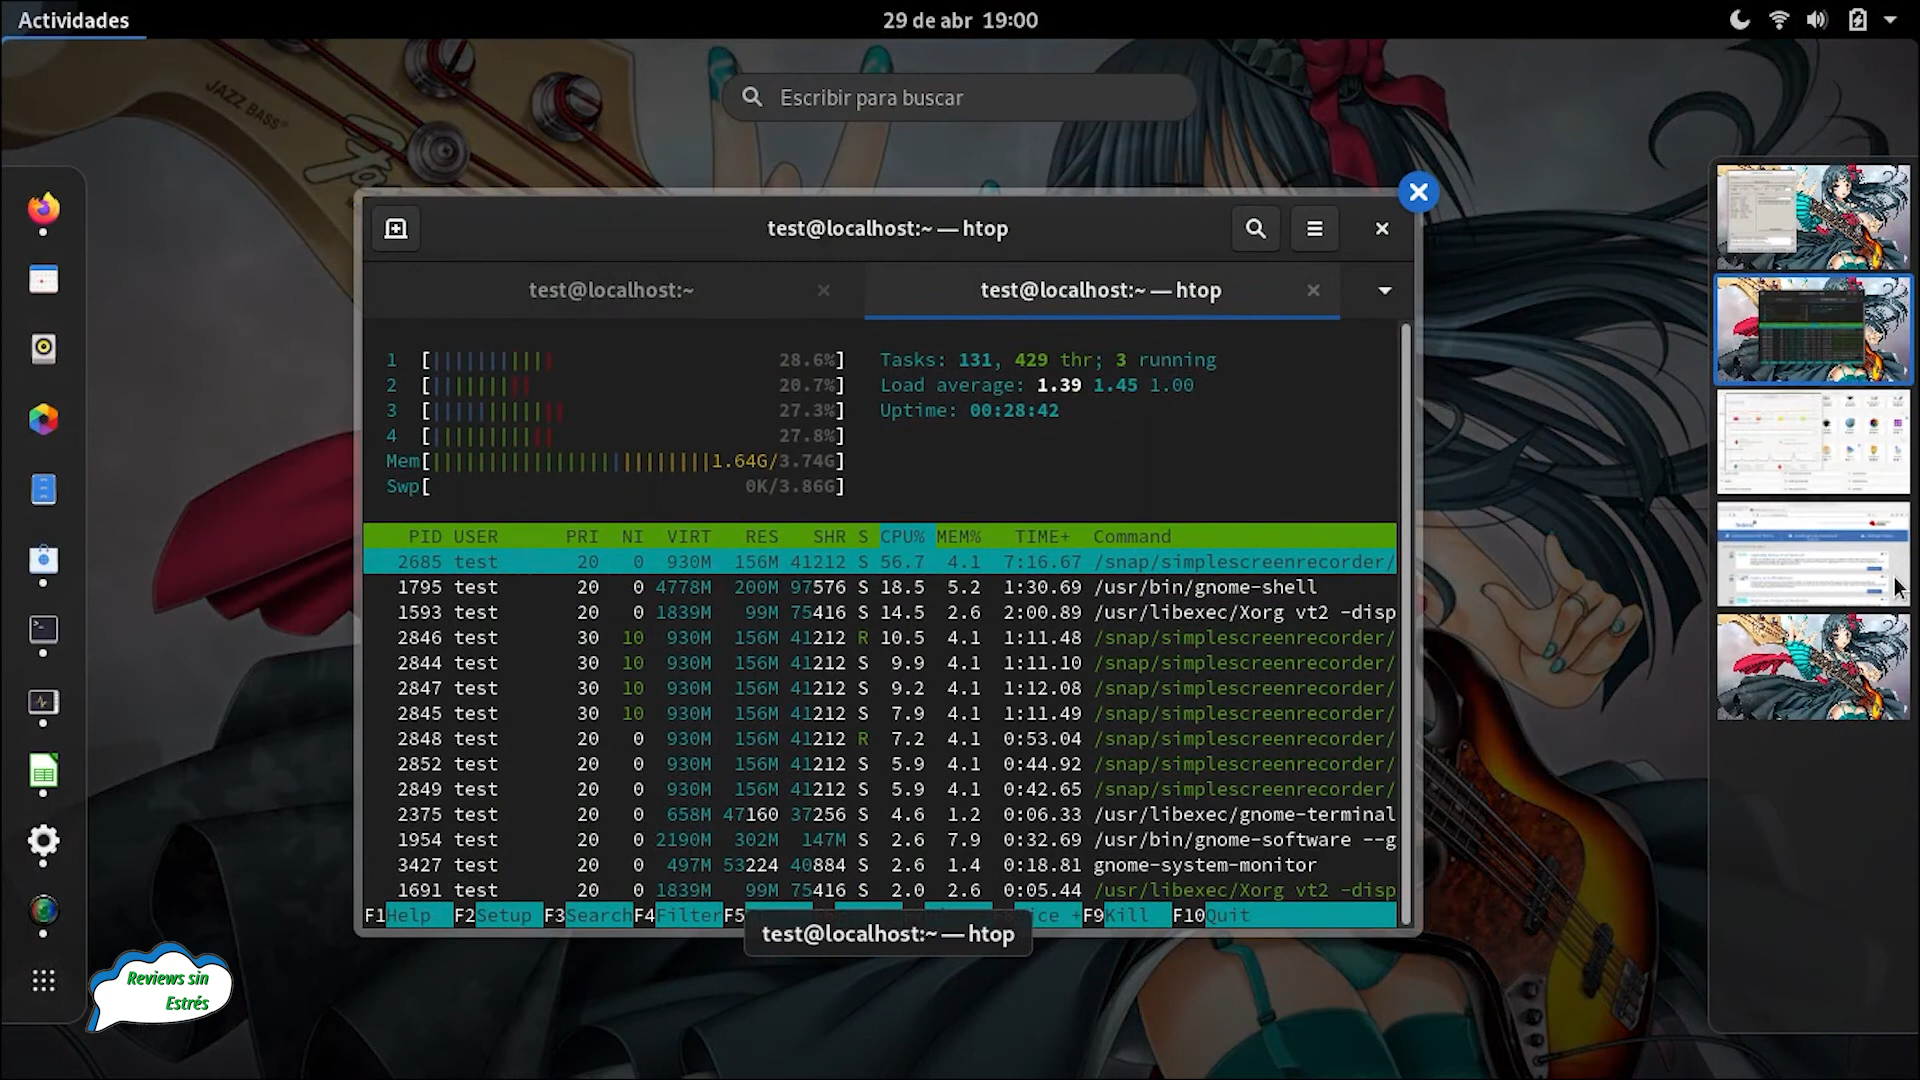 Actividades
29 de abr 19:00
JAZZ BASS
Escribir para buscar
test@localhost:~ — htop
test@localhost:~
test@localhost:~ — htop
1 [ 28.6%]
2 [ 20.7%]
3 [ 27.3%]
4 [ 27.8%]
Mem[ 1.64G/3.74G]
Swp[ 0K/3.86G]
Tasks: 131, 429 thr; 3 running
Load average: 1.39 1.45 1.00
Uptime: 00:28:42
PID USER PRI NI VIRT RES SHR S CPU% MEM% TIME+ Command
2685 test 20 0 930M 156M 41212 S 56.7 4.1 7:16.67 /snap/simplescreenrecorder/
1795 test 20 0 4778M 200M 97576 S 18.5 5.2 1:30.69 /usr/bin/gnome-shell
1593 test 20 0 1839M 99M 75416 S 14.5 2.6 2:00.89 /usr/libexec/Xorg vt2 -disp
2846 test 30 10 930M 156M 41212 R 10.5 4.1 1:11.48 /snap/simplescreenrecorder/
2844 test 30 10 930M 156M 41212 S 9.9 4.1 1:11.10 /snap/simplescreenrecorder/
2847 test 30 10 930M 156M 41212 S 9.2 4.1 1:12.08 /snap/simplescreenrecorder/
2845 test 30 10 930M 156M 41212 S 7.9 4.1 1:11.49 /snap/simplescreenrecorder/
2848 test 20 0 930M 156M 41212 R 7.2 4.1 0:53.04 /snap/simplescreenrecorder/
2852 test 20 0 930M 156M 41212 S 5.9 4.1 0:44.92 /snap/simplescreenrecorder/
2849 test 20 0 930M 156M 41212 S 5.9 4.1 0:42.65 /snap/simplescreenrecorder/
2375 test 20 0 658M 47160 37256 S 4.6 1.2 0:06.33 /usr/libexec/gnome-terminal
1954 test 20 0 2190M 302M 147M S 2.6 7.9 0:32.69 /usr/bin/gnome-software --g
3427 test 20 0 497M 53224 40884 S 2.6 1.4 0:18.81 gnome-system-monitor
1691 test 20 0 1839M 99M 75416 S 2.0 2.6 0:05.44 /usr/libexec/Xorg vt2 -disp
F1Help F2Setup F3Search F4Filter F5 ice + F9Kill F10Quit
test@localhost:~ — htop
Reviews sin
Estrés